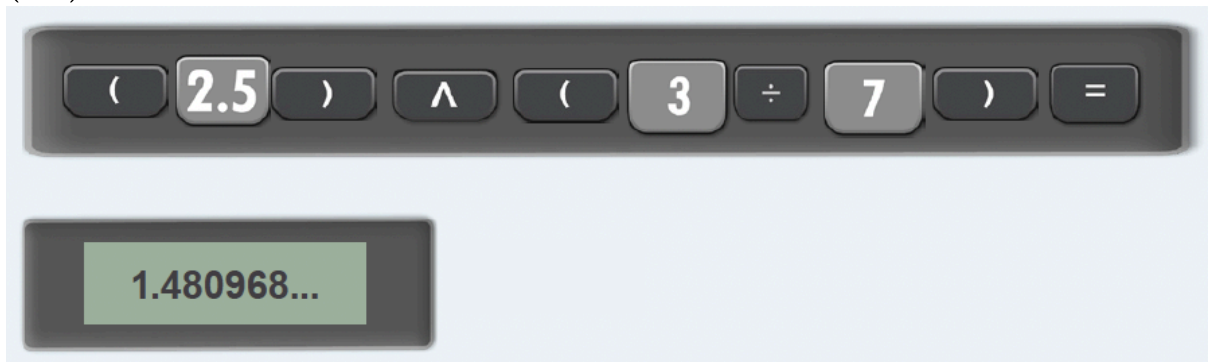 ( 2.5 ) ^ ( 3 ÷ 7 ) =
1.480968...